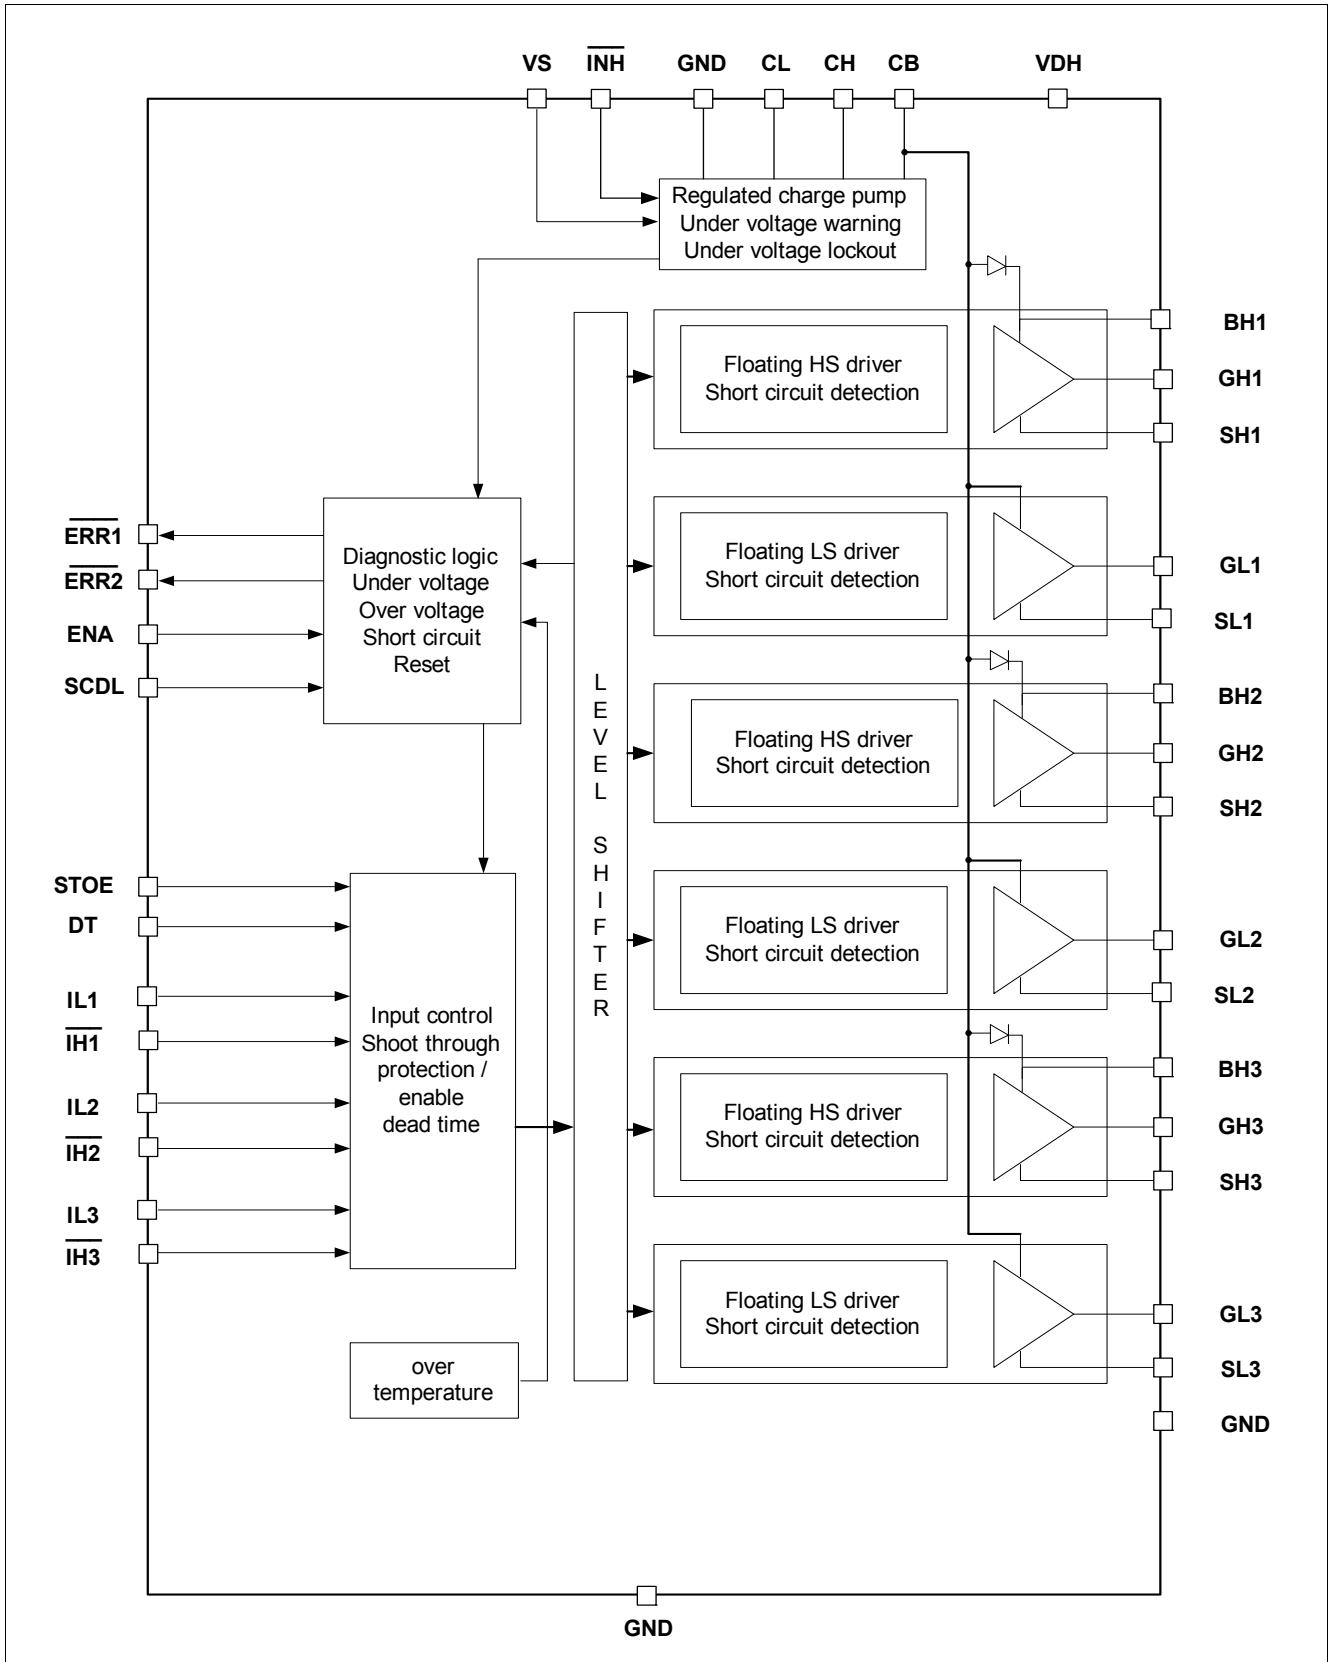 VS INH GND CL CH CB VDH
Regulated charge pump
Under voltage warning
Under voltage lockout
BH1
Floating HS driver
Short circuit detection
GH1
SH1
ERR1
ERR2
ENA
SCDL
Diagnostic logic
Under voltage
Over voltage
Short circuit
Reset
Floating LS driver
Short circuit detection
GL1
SL1
LEVEL SHIFTER
BH2
Floating HS driver
Short circuit detection
GH2
SH2
STOE
DT
IL1
IH1
IL2
IH2
IL3
IH3
Input control
Shoot through
protection /
enable
dead time
Floating LS driver
Short circuit detection
GL2
SL2
BH3
Floating HS driver
Short circuit detection
GH3
SH3
over
temperature
Floating LS driver
Short circuit detection
GL3
SL3
GND
GND